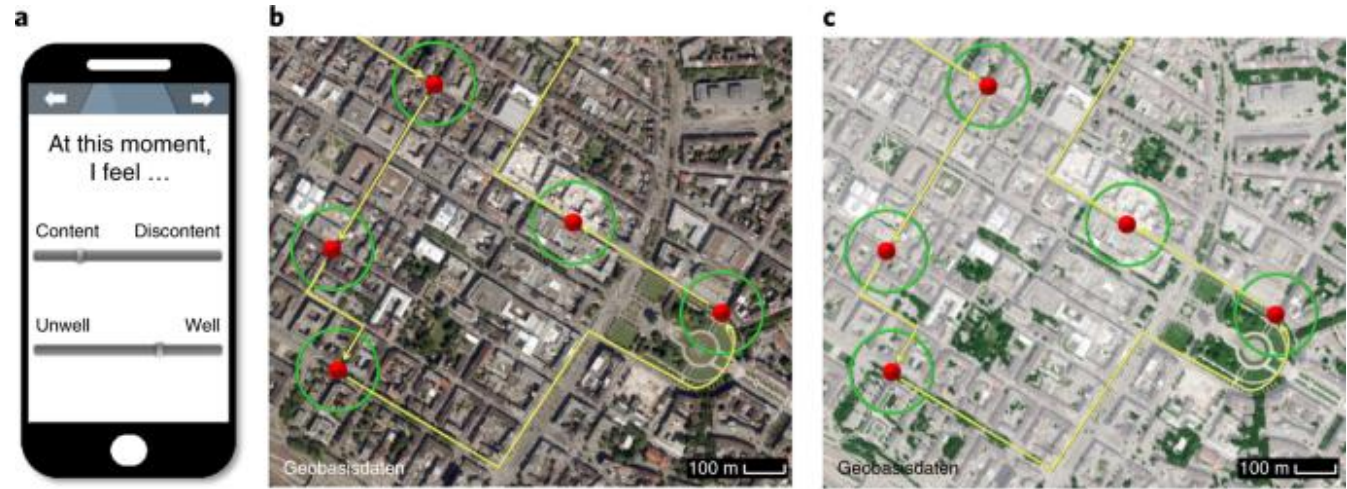 a
At this moment,
I feel ...
Content Discontent
Unwell Well
b
Geobasisdaten
100 m
c
Geobasisdaten
100 m